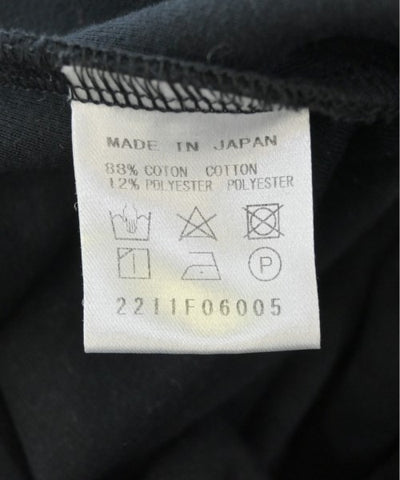 MADE IN JAPAN
88% COTON COTTON
12% POLYESTER POLYESTER
P
2211F06005